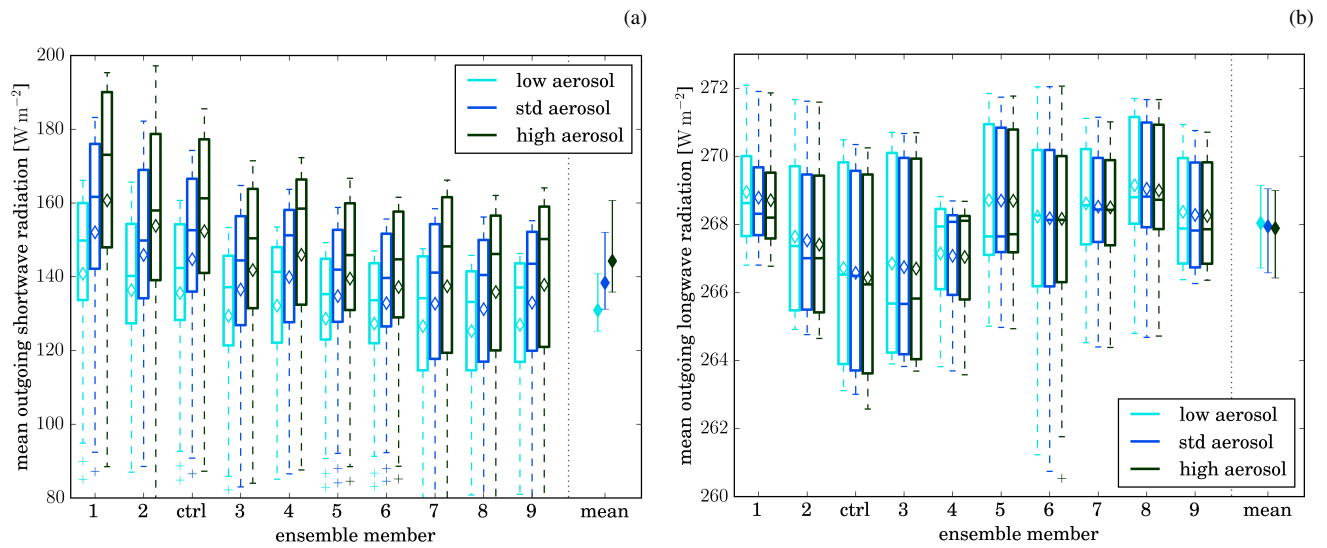 (a)
200
180
160
140
120
100
80
mean outgoing shortwave radiation [W m−2]
low aerosol
std aerosol
high aerosol
1 2 ctrl 3 4 5 6 7 8 9 mean
ensemble member
(b)
272
270
268
266
264
262
260
mean outgoing longwave radiation [W m−2]
low aerosol
std aerosol
high aerosol
1 2 ctrl 3 4 5 6 7 8 9 mean
ensemble member